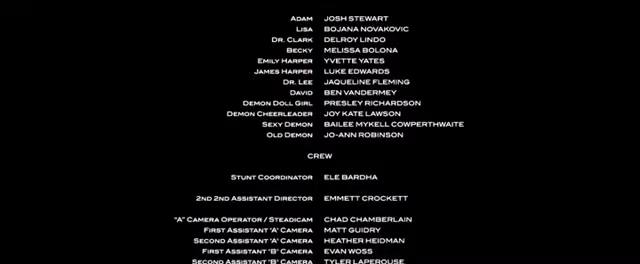 Adam JOSH STEWART
Lisa BOJANA NOVAKOVIC
Dr. Clark DELROY LINDO
Becky MELISSA BOLONA
Emily Harper YVETTE YATES
James Harper LUKE EDWARDS
Dr. Lee JAQUELINE FLEMING
David BEN VANDERMEY
Demon Doll Girl PRESLEY RICHARDSON
Demon Cheerleader JOY KATE LAWSON
Sexy Demon BAILEE MYKELL COWPERTHWAITE
Old Demon JO-ANN ROBINSON
CREW
Stunt Coordinator ELE BARDHA
2nd 2nd Assistant Director EMMETT CROCKETT
"A" Camera Operator / Steadicam CHAD CHAMBERLAIN
First Assistant 'A' Camera MATT GUIDRY
Second Assistant 'A' Camera HEATHER HEIDMAN
First Assistant 'B' Camera EVAN WOSS
Second Assistant 'B' Camera TYLER LAPEROUSE